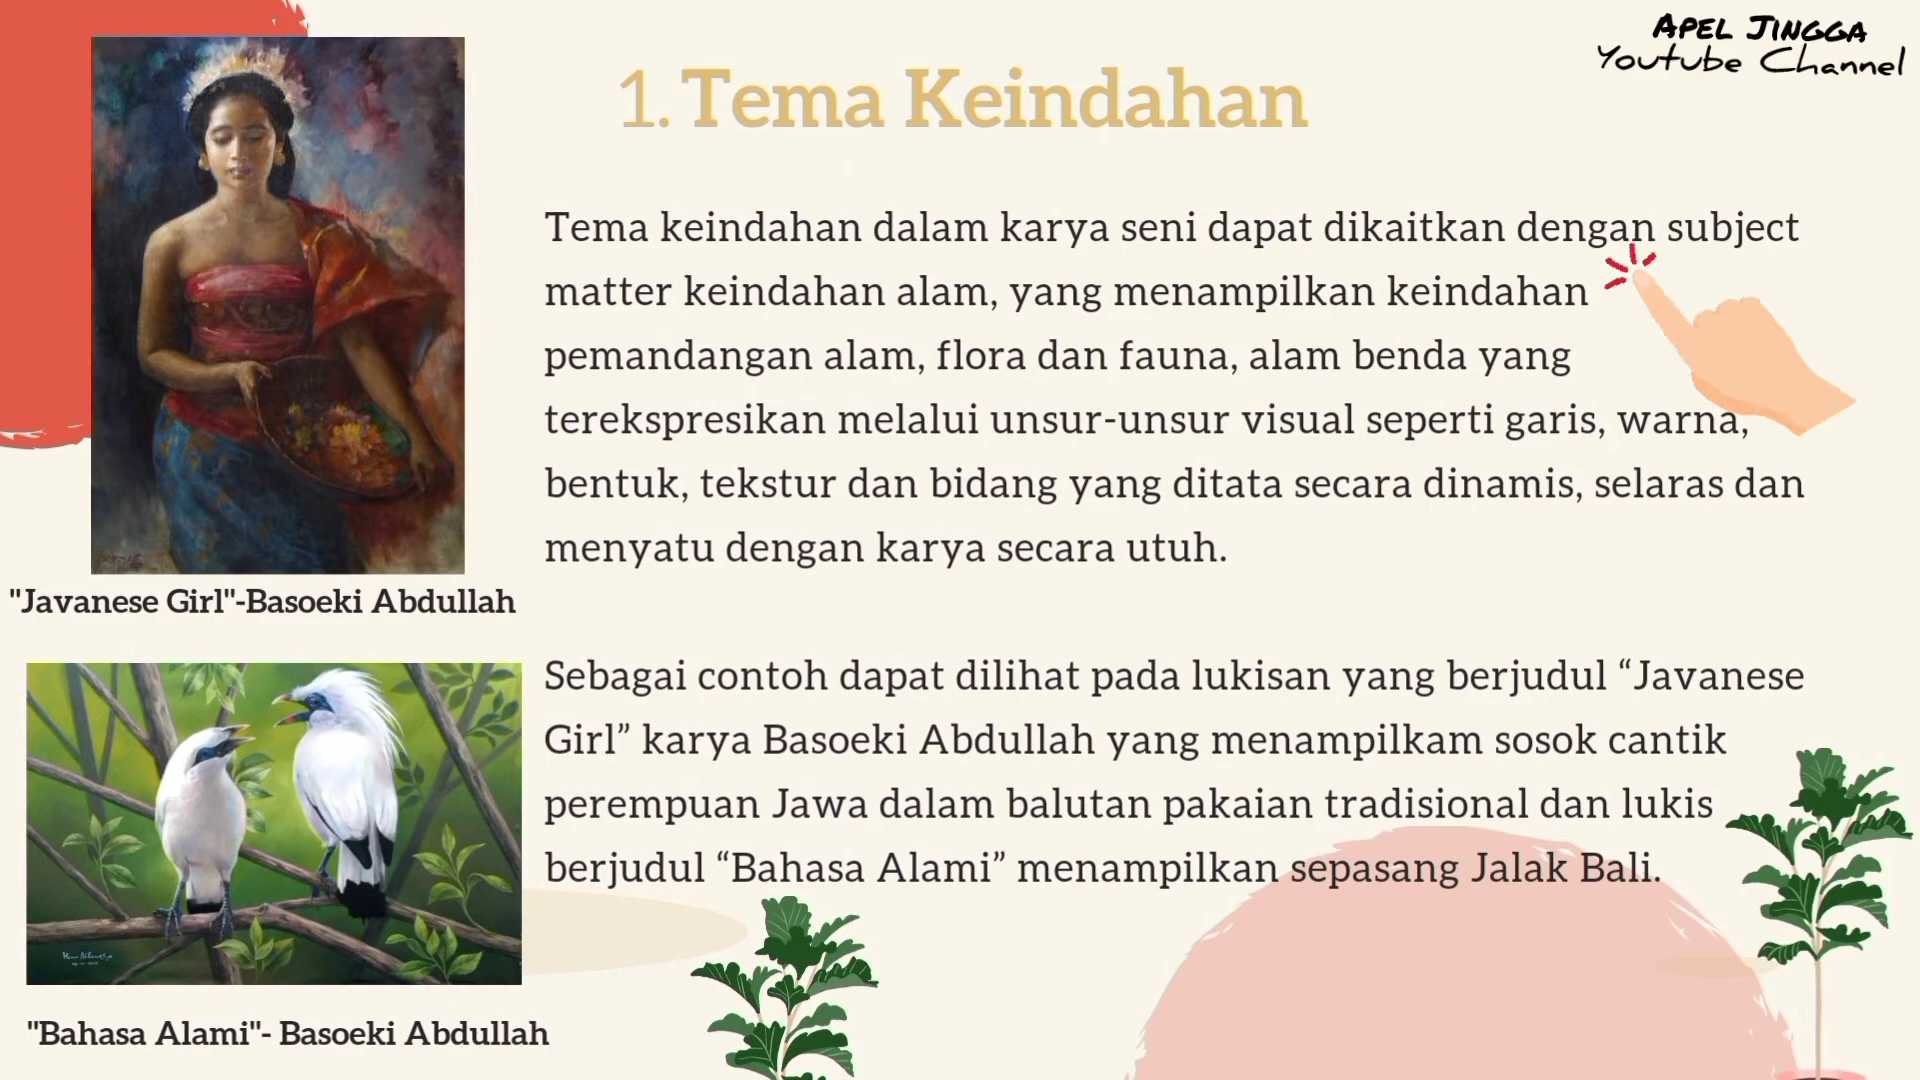 APEL JINGGA
Youtube Channel
1. Tema Keindahan
Tema keindahan dalam karya seni dapat dikaitkan dengan subject
matter keindahan alam, yang menampilkan keindahan
pemandangan alam, flora dan fauna, alam benda yang
terekspresikan melalui unsur-unsur visual seperti garis, warna,
bentuk, tekstur dan bidang yang ditata secara dinamis, selaras dan
menyatu dengan karya secara utuh.
"Javanese Girl"-Basoeki Abdullah
Sebagai contoh dapat dilihat pada lukisan yang berjudul “Javanese
Girl” karya Basoeki Abdullah yang menampilkam sosok cantik
perempuan Jawa dalam balutan pakaian tradisional dan lukis
berjudul “Bahasa Alami” menampilkan sepasang Jalak Bali.
"Bahasa Alami"- Basoeki Abdullah